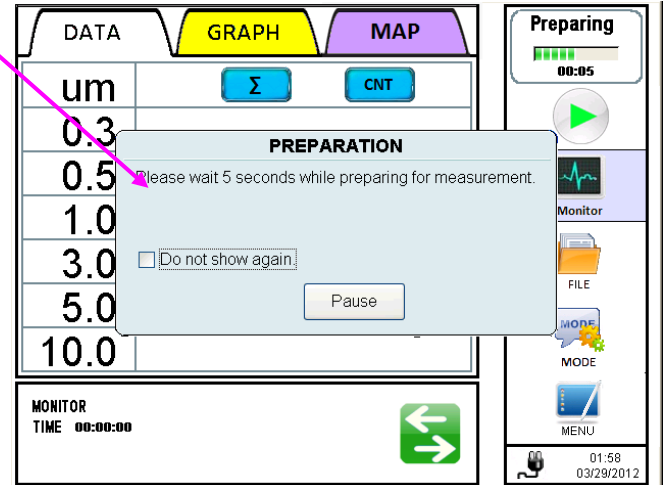 DATA
GRAPH
MAP
um
Σ
CNT
0.3
0.5
1.0
3.0
5.0
10.0
PREPARATION
Please wait 5 seconds while preparing for measurement.
Do not show again.
Pause
MONITOR
TIME 00:00:00
Preparing
00:05
Monitor
FILE
MODE
MODE
MENU
01:58
03/29/2012